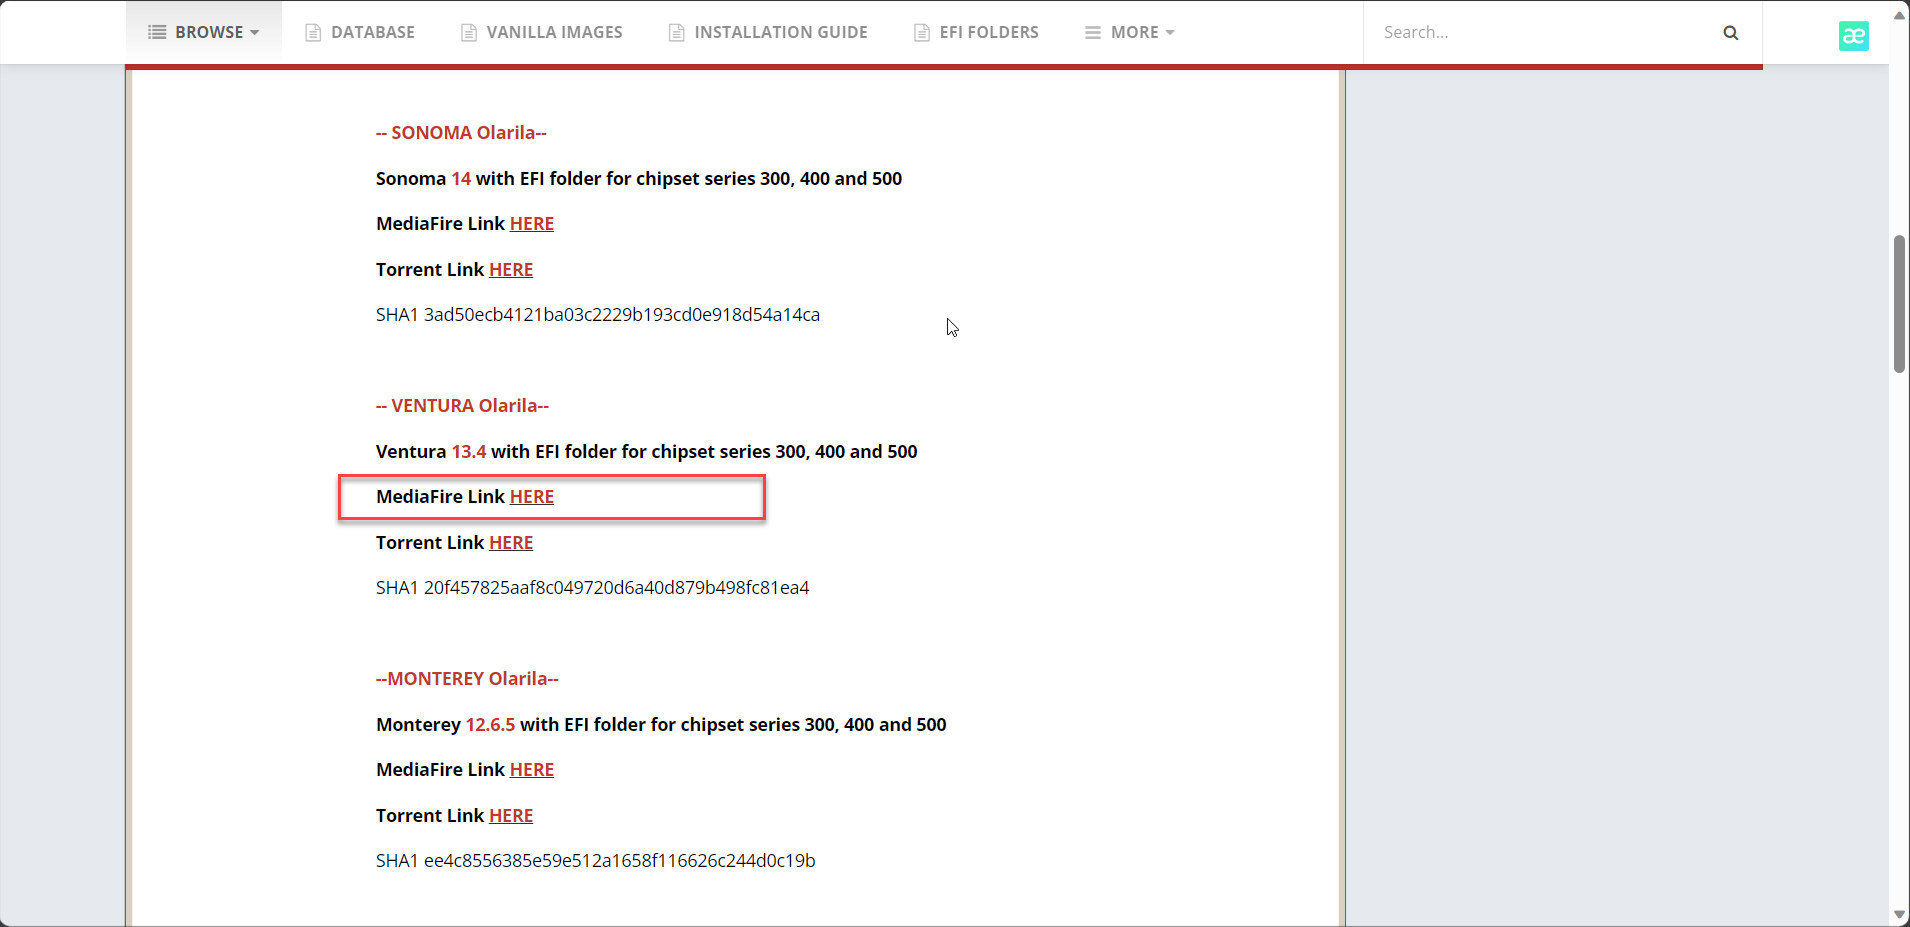 BROWSE DATABASE VANILLA IMAGES INSTALLATION GUIDE EFI FOLDERS MORE Search... æ
-- SONOMA Olarila--
Sonoma 14 with EFI folder for chipset series 300, 400 and 500
MediaFire Link HERE
Torrent Link HERE
SHA1 3ad50ecb4121ba03c2229b193cd0e918d54a14ca
-- VENTURA Olarila--
Ventura 13.4 with EFI folder for chipset series 300, 400 and 500
MediaFire Link HERE
Torrent Link HERE
SHA1 20f457825aaf8c049720d6a40d879b498fc81ea4
--MONTEREY Olarila--
Monterey 12.6.5 with EFI folder for chipset series 300, 400 and 500
MediaFire Link HERE
Torrent Link HERE
SHA1 ee4c8556385e59e512a1658f116626c244d0c19b